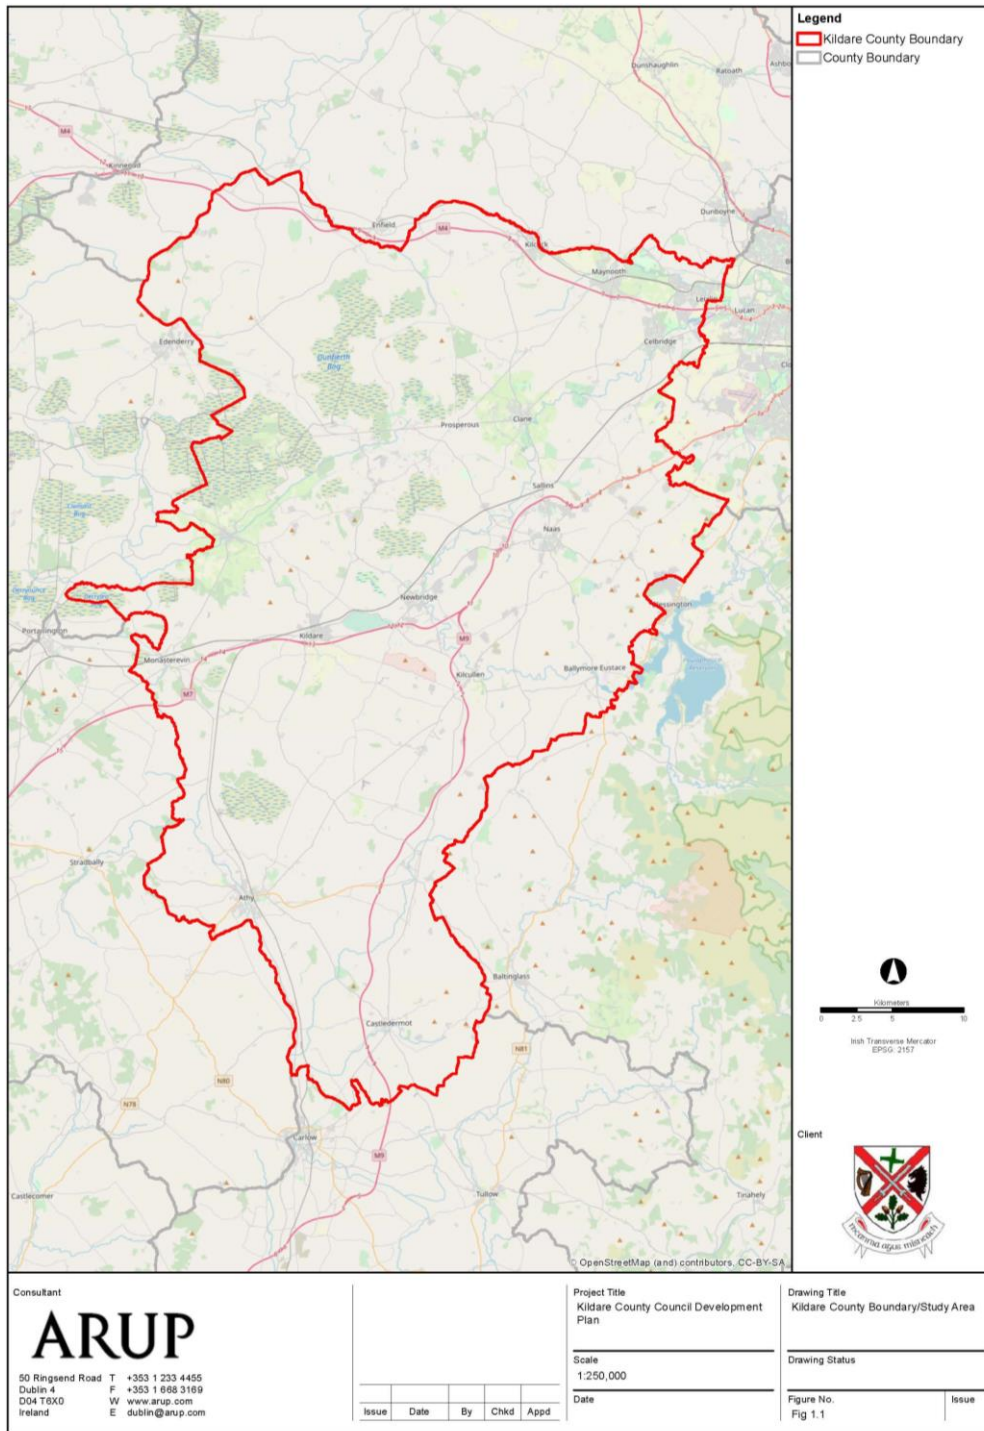 Legend
Kildare County Boundary
County Boundary
Dunshaughlin
Ratoath
M4
Kinnegad
Dunboyne
Enfield
M4
Kilcock
Maynooth
Lucan
Edenderry
Celbridge
Dunfierth
Bog
Clane
Prosperous
Sallins
Naas
Newbridge
Blessington
Portarlington
Kildare
M9
Monasterevin
Ballymore Eustace
Kilcullen
M7
Stradbally
Athy
Baltinglass
Castledermot
N81
N80
N78
Carlow
M9
Castlecomer
Tullow
Tinahely
© OpenStreetMap (and) contributors, CC-BY-SA
Kilometers
0 2.5 5 10
Irish Transverse Mercator
EPSG: 2157
Client
meanma agus misneach
Consultant
ARUP
50 Ringsend Road T +353 1 233 4455
Dublin 4 F +353 1 668 3169
D04 T6X0 W www.arup.com
Ireland E dublin@arup.com
Issue Date By Chkd Appd
Project Title
Kildare County Council Development
Plan
Scale
1:250,000
Date
Drawing Title
Kildare County Boundary/Study Area
Drawing Status
Figure No. Issue
Fig 1.1